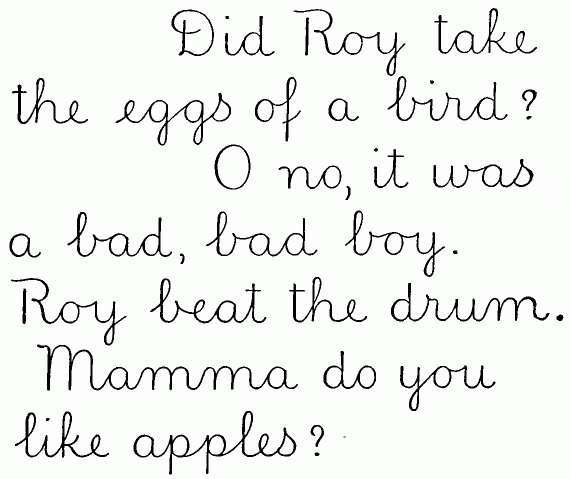 Did Roy take
the eggs of a bird?
O no, it was
a bad, bad boy.
Roy beat the drum.
Mamma do you
like apples?